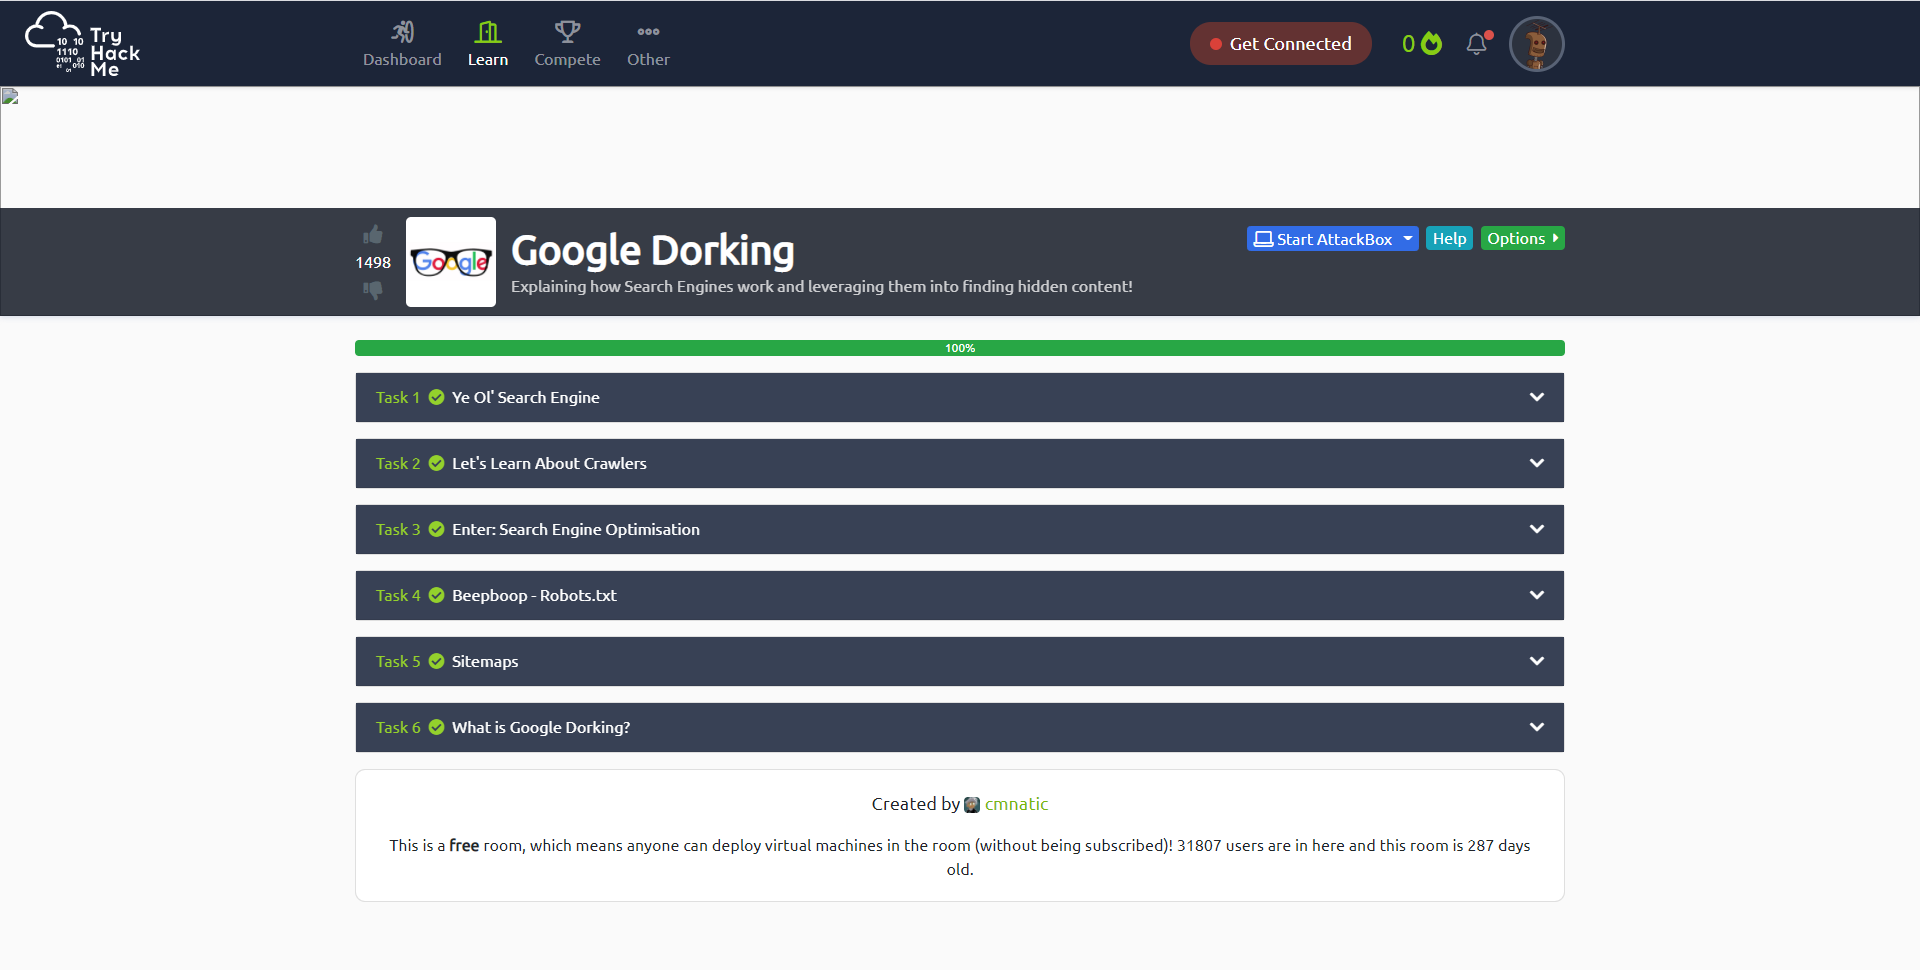 Try
Hack
Me
Dashboard
Learn
Compete
Other
Get Connected
0
1498
Google
Google Dorking
Explaining how Search Engines work and leveraging them into finding hidden content!
Start AttackBox
Help
Options
100%
Task 1 Ye Ol' Search Engine
Task 2 Let's Learn About Crawlers
Task 3 Enter: Search Engine Optimisation
Task 4 Beepboop - Robots.txt
Task 5 Sitemaps
Task 6 What is Google Dorking?
Created by cmnatic
This is a free room, which means anyone can deploy virtual machines in the room (without being subscribed)! 31807 users are in here and this room is 287 days
old.